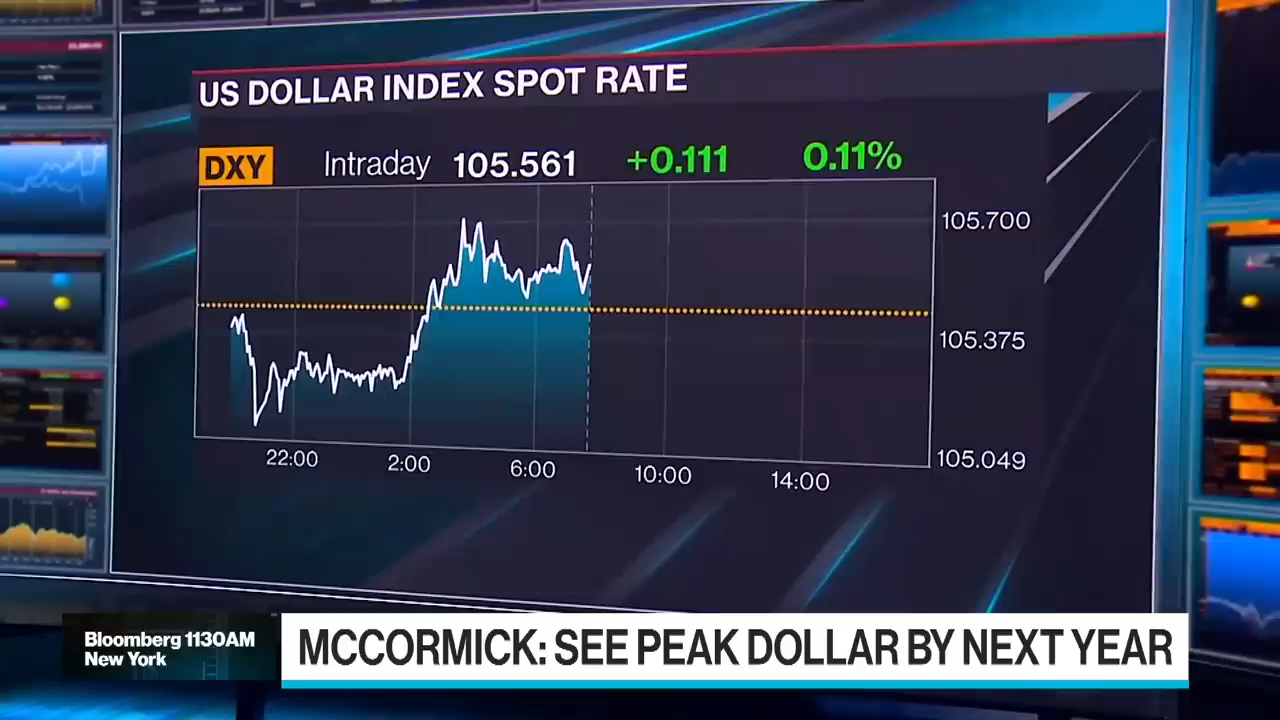 US DOLLAR INDEX SPOT RATE
DXY Intraday 105.561 +0.111 0.11%
105.700
105.375
105.049
22:00 2:00 6:00 10:00 14:00
Bloomberg 1130AM
New York
MCCORMICK: SEE PEAK DOLLAR BY NEXT YEAR